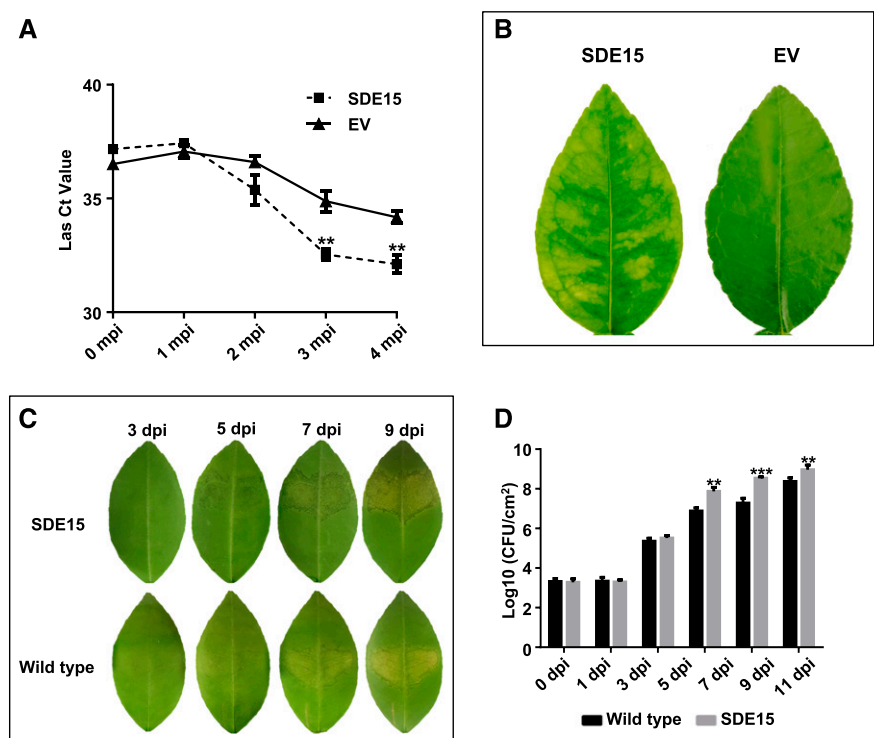 A
Las Ct Value
40
35
30
SDE15
EV
**
**
0 mpi
1 mpi
2 mpi
3 mpi
4 mpi
B
SDE15
EV
C
3 dpi
5 dpi
7 dpi
9 dpi
SDE15
Wild type
D
Log10 (CFU/cm²)
10
8
6
4
2
0
**
***
**
0 dpi
1 dpi
3 dpi
5 dpi
7 dpi
9 dpi
11 dpi
Wild type
SDE15